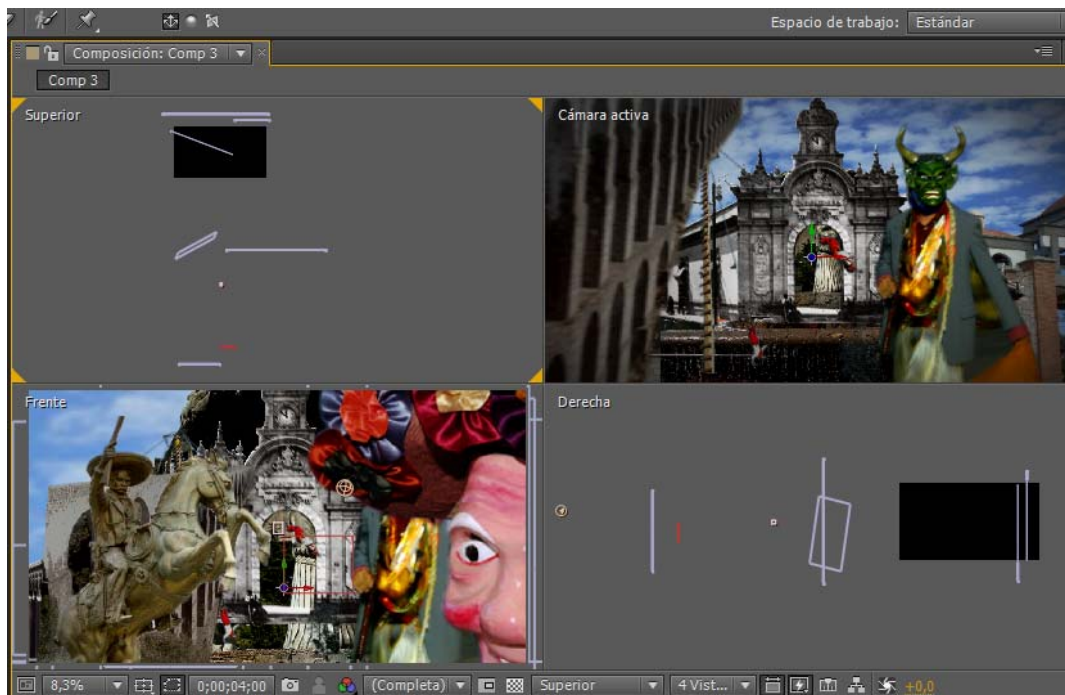 Espacio de trabajo: Estándar
Composición: Comp 3
Comp 3
Superior
Cámara activa
Frente
Derecha
8,3% 0;00;04;00 (Completa) Superior 4 Vist... +0,0